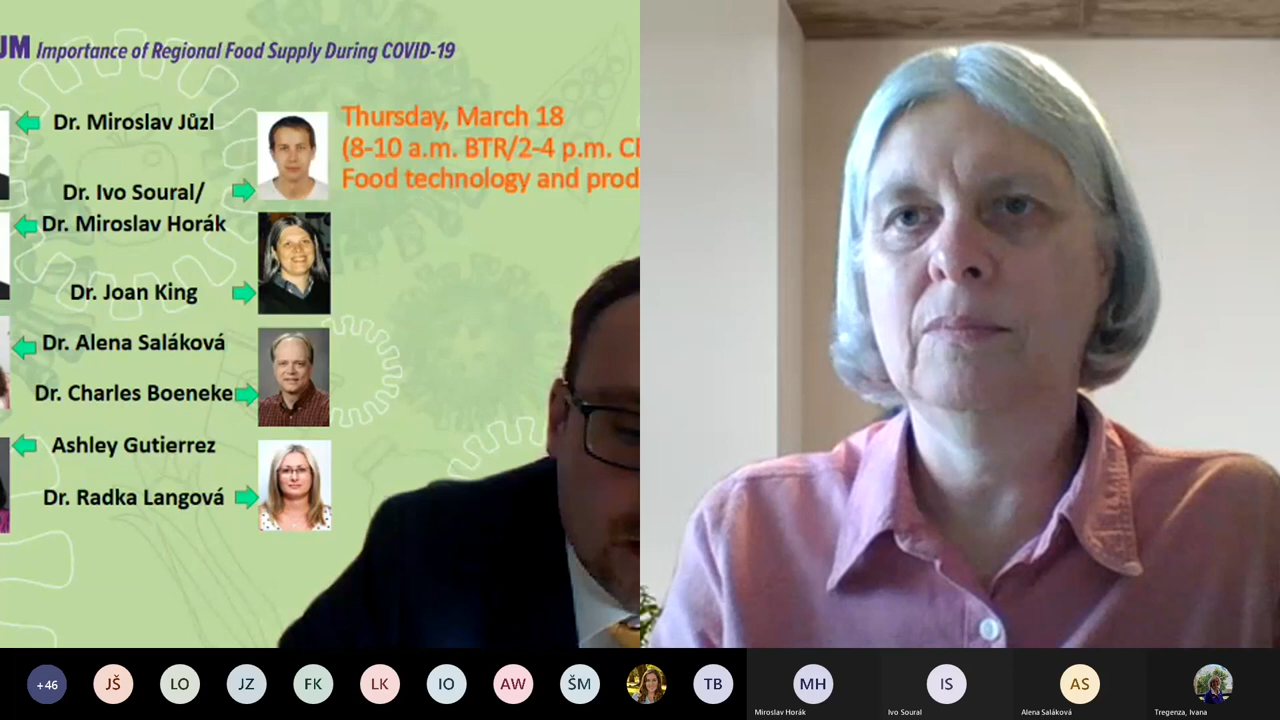 UM Importance of Regional Food Supply During COVID-19
Dr. Miroslav Jůzl
Dr. Ivo Soural/
Dr. Miroslav Horák
Dr. Joan King
Dr. Alena Saláková
Dr. Charles Boeneke
Ashley Gutierrez
Dr. Radka Langová
Thursday, March 18
(8-10 a.m. BTR/2-4 p.m.
Food technology and
+46
JŠ
LO
JZ
FK
LK
IO
AW
ŠM
TB
MH
IS
AS
Miroslav Horák
Ivo Soural
Alena Saláková
Tregenza, Ivana